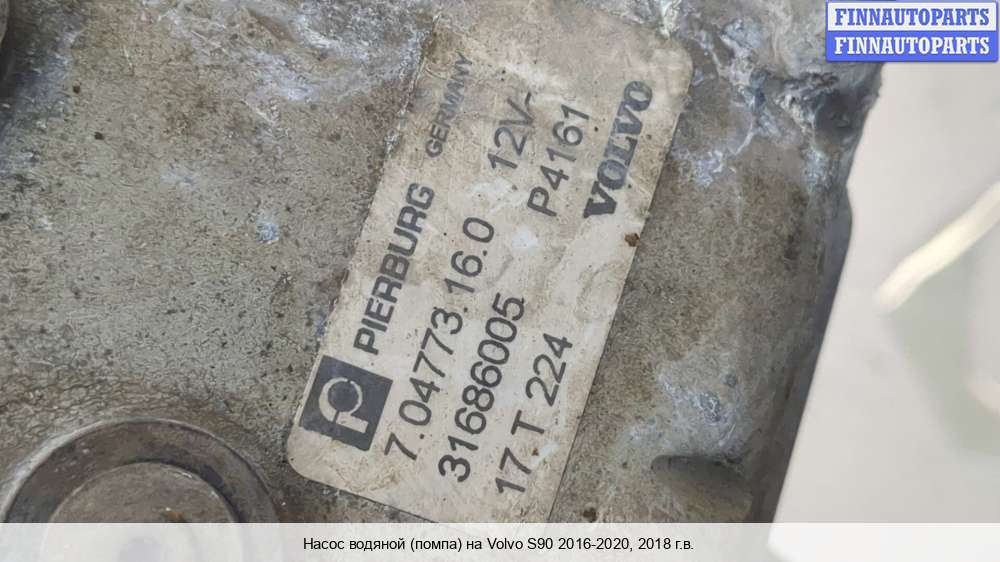 FINNAUTOPARTS
FINNAUTOPARTS
PIERBURG GERMANY
7.04773.16.0 12V-
31686005 P4161
17 T 224 VOLVO
Насос водяной (помпа) на Volvo S90 2016-2020, 2018 г.в.